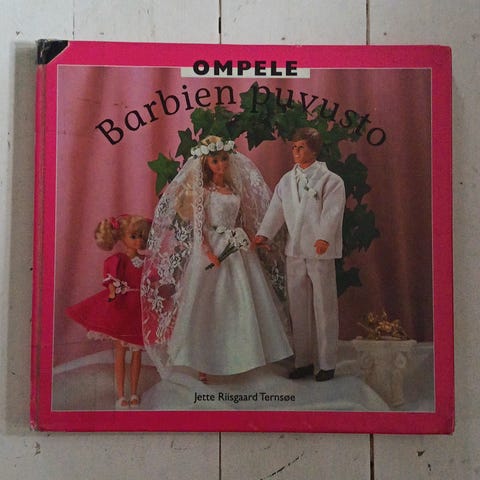 OMPELE
Barbien puvusto
Jette Riisgaard Ternsøe